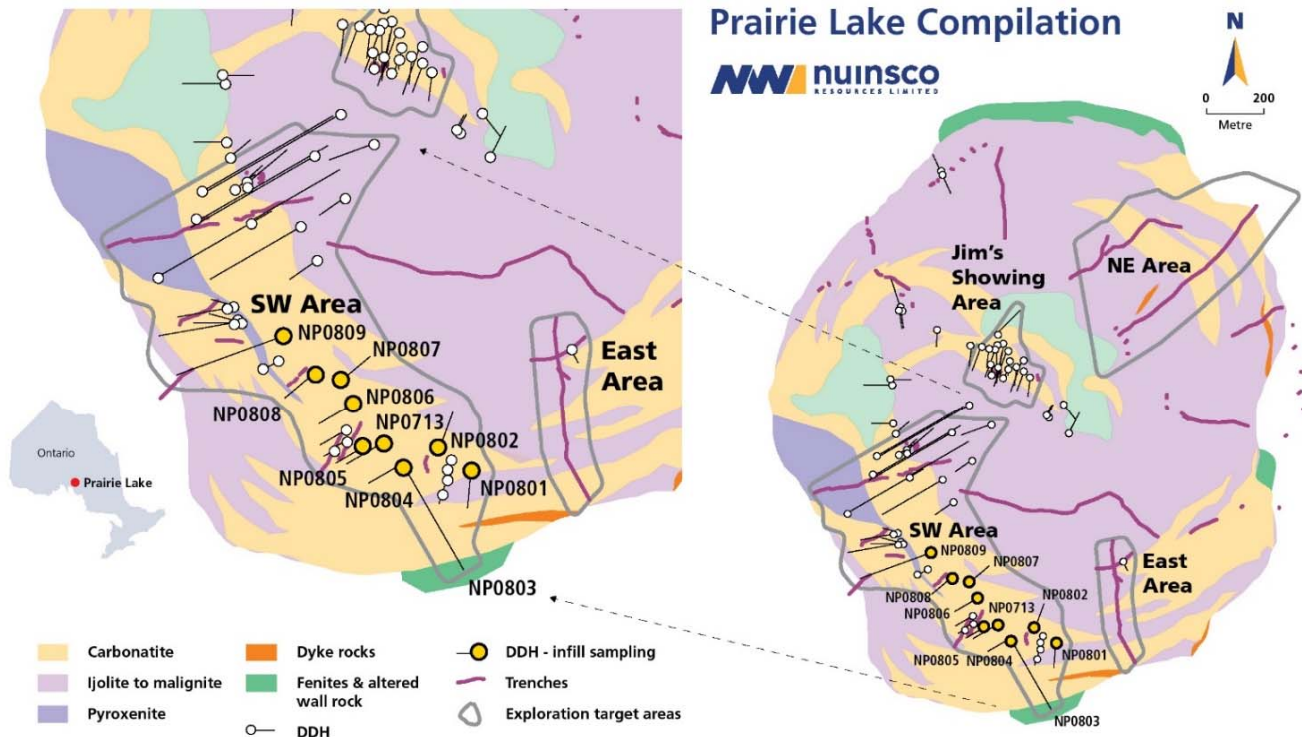 Prairie Lake Compilation
NW nuinsco
RESOURCES LIMITED
N
0 200
Metre
SW Area
NP0809
NP0807
NP0808
NP0806
NP0713
NP0802
NP0805
NP0804
NP0801
NP0803
East
Area
Ontario
Prairie Lake
Jim's
Showing
Area
NE Area
SW Area
NP0809
NP0807
NP0808
NP0806
NP0713
NP0802
NP0805
NP0804
NP0801
NP0803
East
Area
Carbonatite
Ijolite to malignite
Pyroxenite
Dyke rocks
Fenites & altered
wall rock
DDH
DDH - infill sampling
Trenches
Exploration target areas